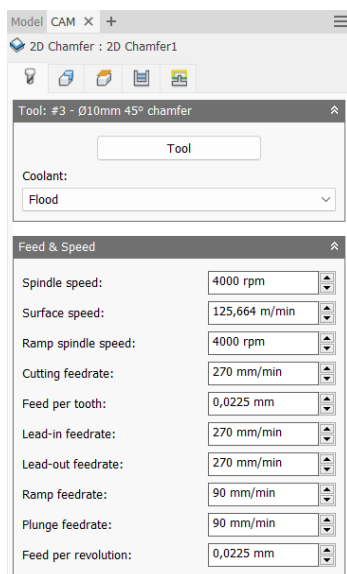 Model CAM × +
2D Chamfer : 2D Chamfer1
Tool: #3 - Ø10mm 45° chamfer
Tool
Coolant:
Flood
Feed & Speed
Spindle speed: 4000 rpm
Surface speed: 125,664 m/min
Ramp spindle speed: 4000 rpm
Cutting feedrate: 270 mm/min
Feed per tooth: 0,0225 mm
Lead-in feedrate: 270 mm/min
Lead-out feedrate: 270 mm/min
Ramp feedrate: 90 mm/min
Plunge feedrate: 90 mm/min
Feed per revolution: 0,0225 mm